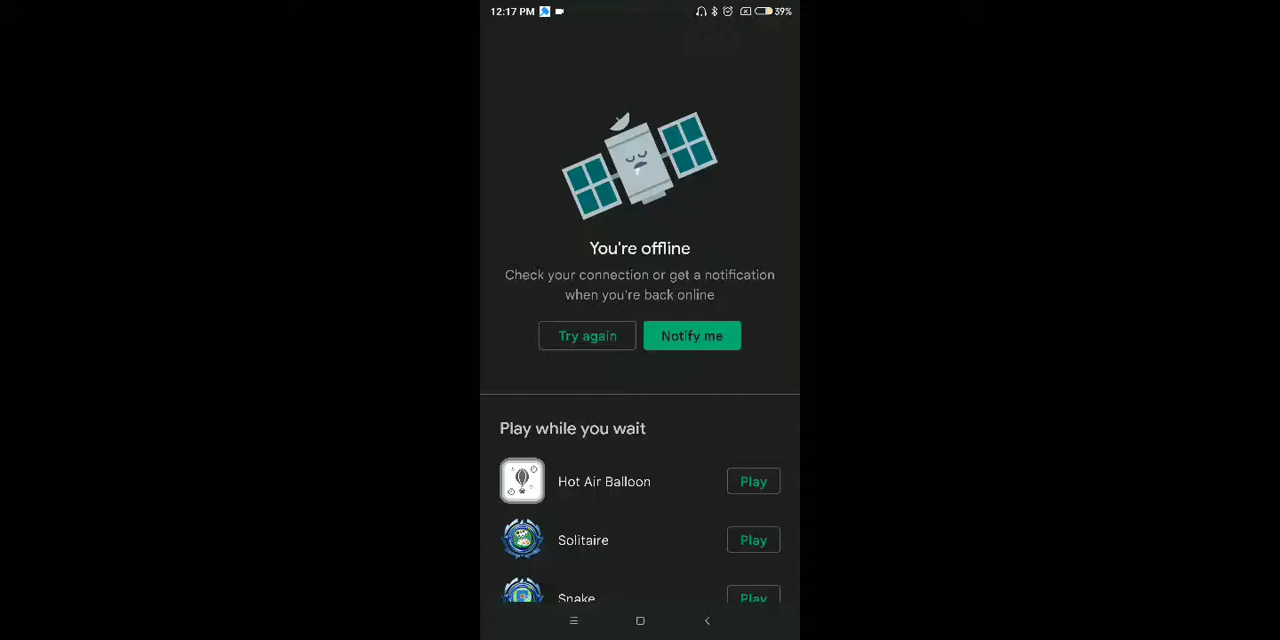 12:17 PM
39%
You're offline
Check your connection or get a notification
when you're back online
Try again
Notify me
Play while you wait
Hot Air Balloon
Play
Solitaire
Play
Snake
Play